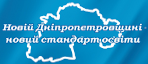 Новій Дніпропетровщині -
новий стандарт освіти